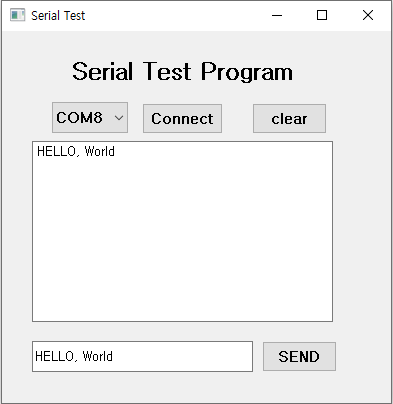 Serial Test
Serial Test Program
COM8 Connect clear
HELLO, World
HELLO, World SEND